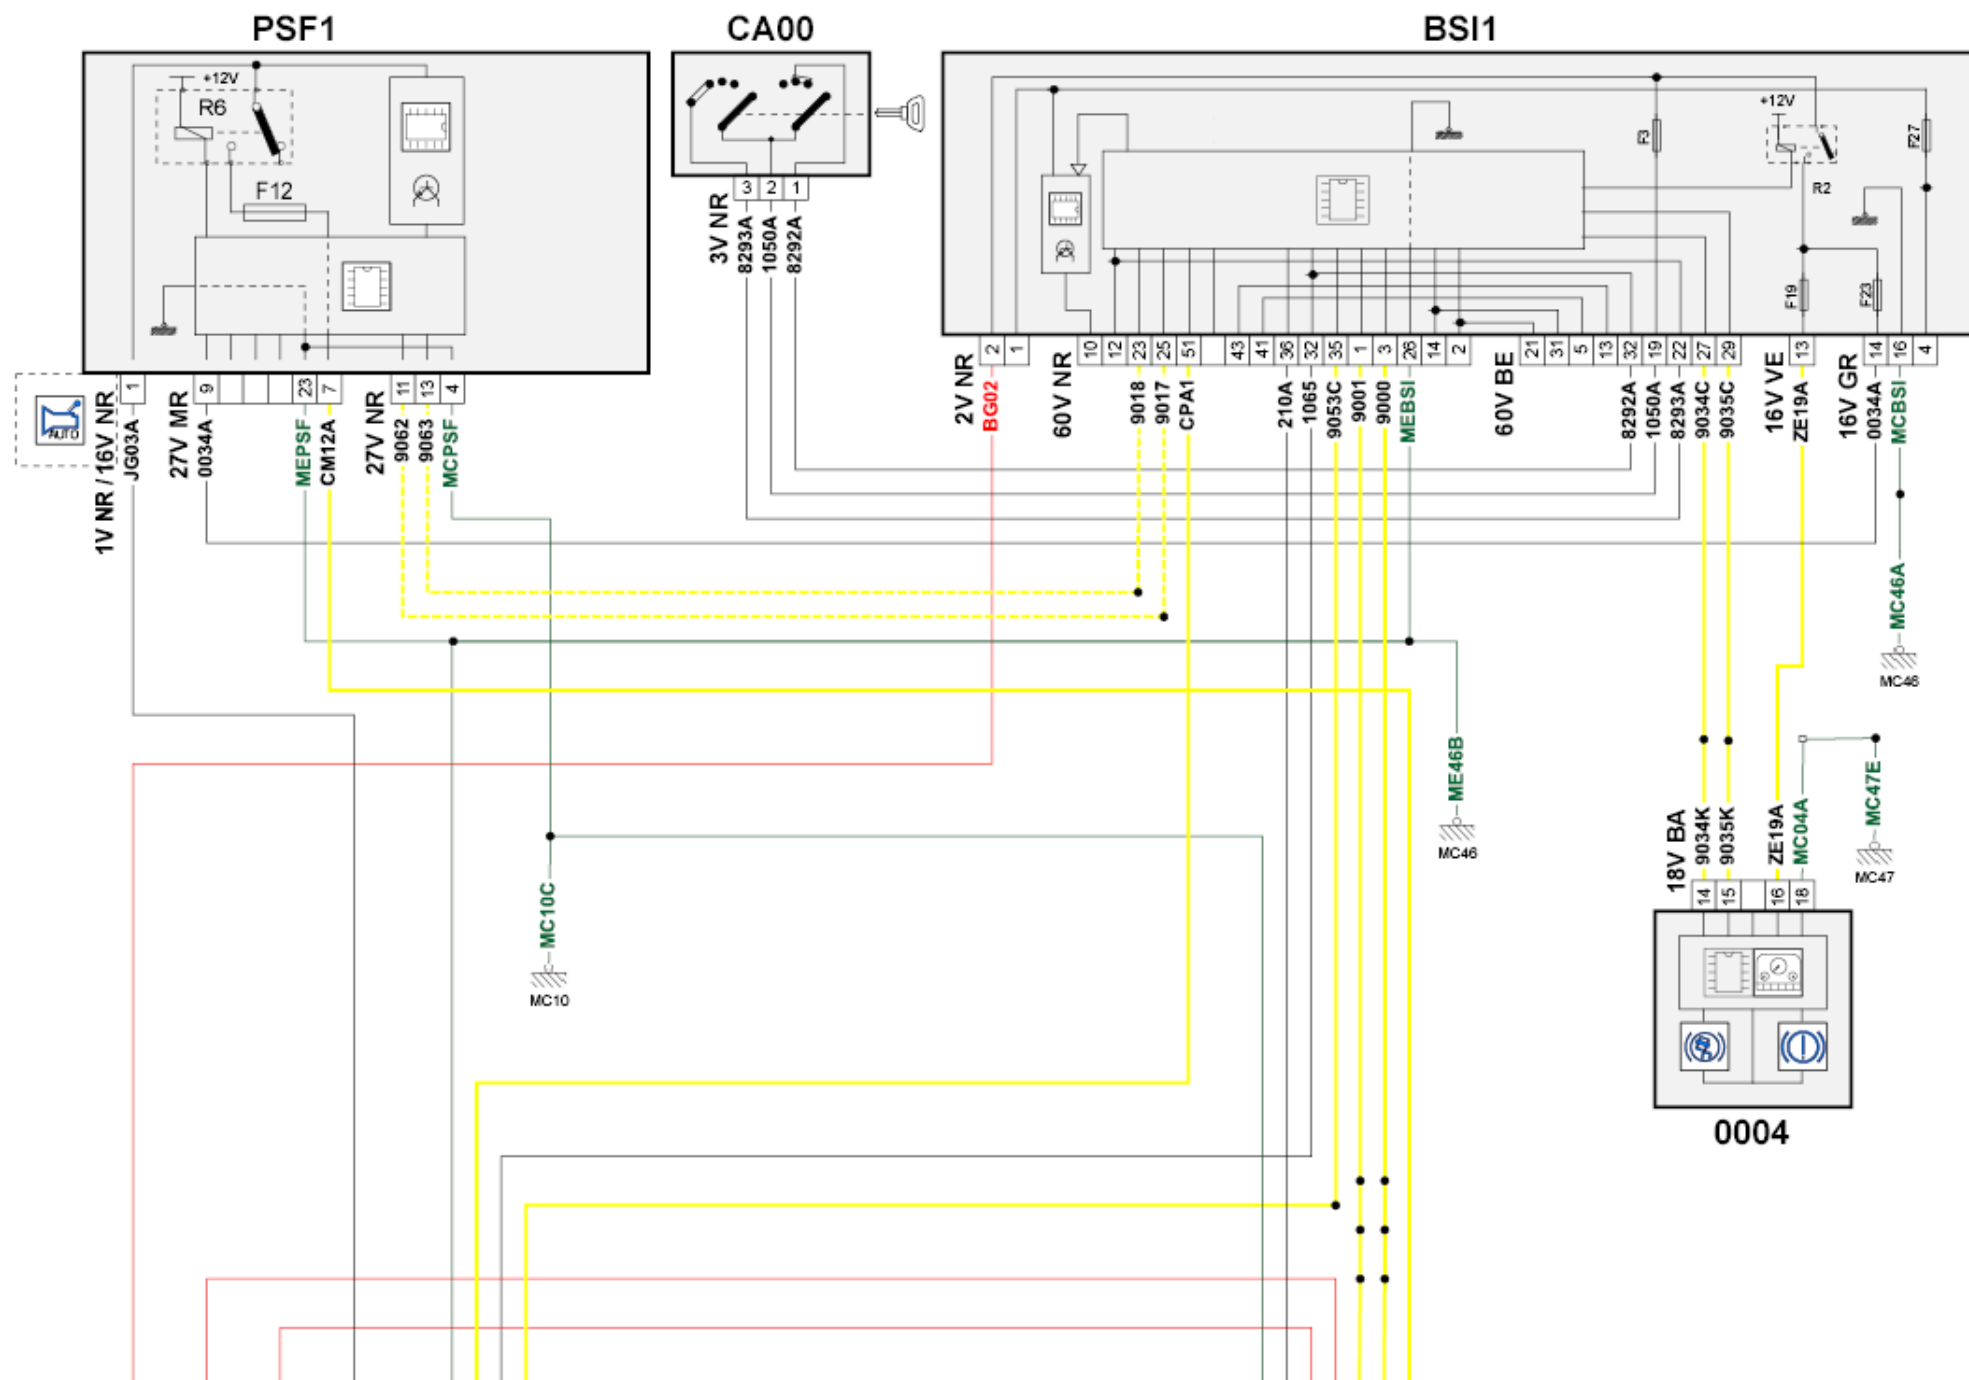 PSF1
CA00
BSI1
+12V
R6
F12
+12V
R2
F3
F27
F19
F23
AUTO
1V NR / 16V NR
1
JG03A
27V MR
9
0034A
23
MEPSF
7
CM12A
27V NR
11
9062
13
9063
4
MCPSF
3V NR
3
8293A
2
1050A
1
8292A
2V NR
2
BG02
1
60V NR
10
12
23
9018
25
9017
51
CPA1
43
41
36
210A
32
1065
35
9053C
1
9001
3
9000
26
MEBSI
14
2
60V BE
21
31
5
13
32
8292A
19
1050A
22
8293A
27
9034C
29
9035C
16V VE
13
ZE19A
16V GR
14
0034A
16
MCBSI
4
MC46A
MC46
ME46B
MC46
MC47E
MC47
MC10C
MC10
18V BA
9034K
14
9035K
15
ZE19A
16
MC04A
18
0004